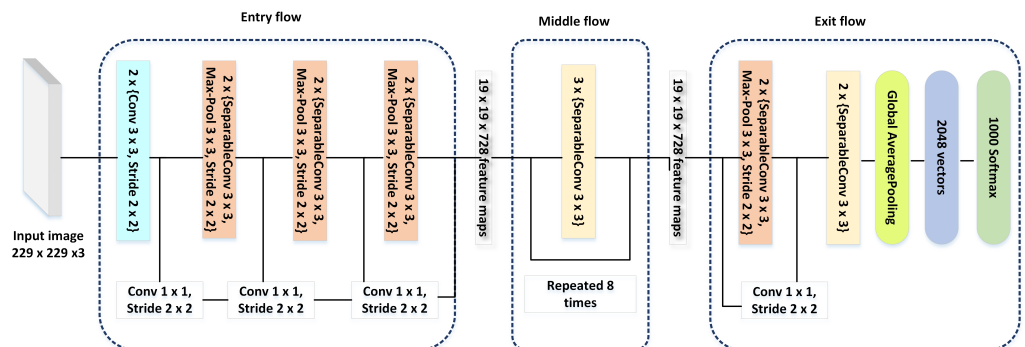 Entry flow
Middle flow
Exit flow
Input image
229 x 229 x3
2 x {Conv 3 x 3, Stride 2 x 2}
2 x {SeparableConv 3 x 3,
Max-Pool 3 x 3, Stride 2 x 2}
2 x {SeparableConv 3 x 3,
Max-Pool 3 x 3, Stride 2 x 2}
2 x {SeparableConv 3 x 3,
Max-Pool 3 x 3, Stride 2 x 2}
Conv 1 x 1,
Stride 2 x 2
Conv 1 x 1,
Stride 2 x 2
Conv 1 x 1,
Stride 2 x 2
19 x 19 x 728 feature maps
3 x {SeparableConv 3 x 3}
Repeated 8
times
19 x 19 x 728 feature maps
2 x {SeparableConv 3 x 3,
Max-Pool 3 x 3, Stride 2 x 2}
Conv 1 x 1,
Stride 2 x 2
2 x {SeparableConv 3 x 3}
Global AveragePooling
2048 vectors
1000 Softmax